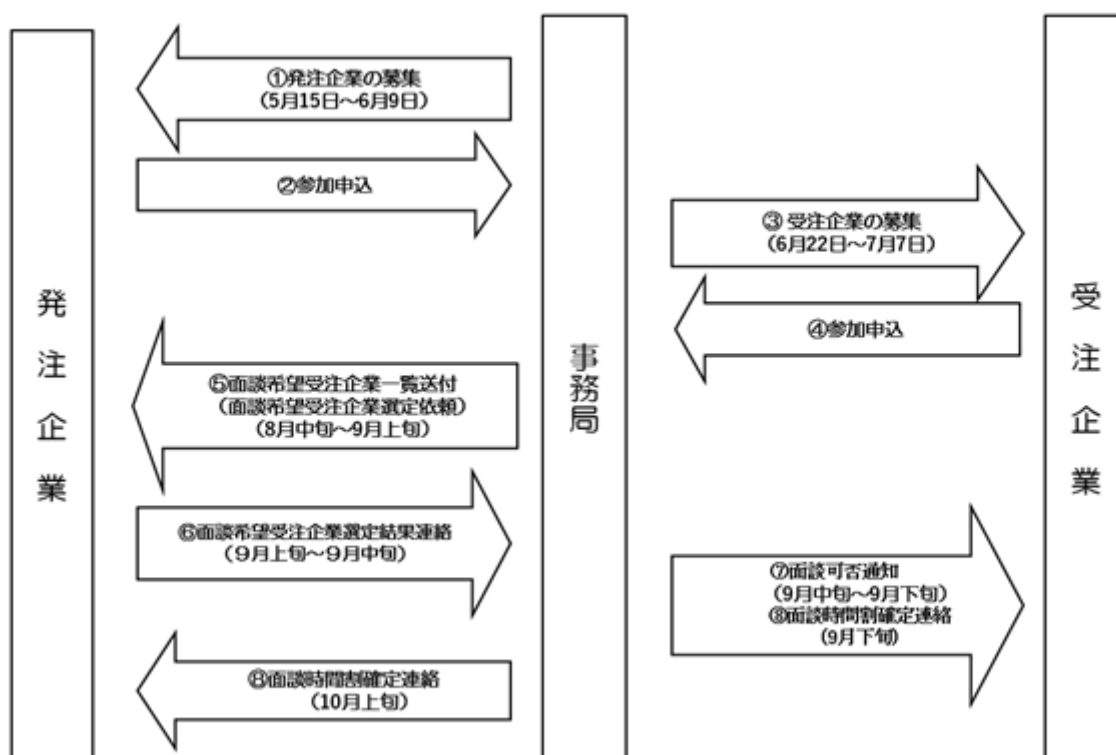 ①発注企業の募集
（5月15日～6月9日）
②参加申込
③ 受注企業の募集
（6月22日～7月7日）
④参加申込
発注企業
事務局
受注企業
⑤面談希望受注企業一覧送付
（面談希望受注企業選定依頼）
（8月中旬～9月上旬）
⑥面談希望受注企業選定結果連絡
（９月上旬～９月中旬）
⑦面談可否通知
（9月中旬～9月下旬）
⑧面談時間割確定連絡
（9月下旬）
⑧面談時間割確定連絡
（10月上旬）